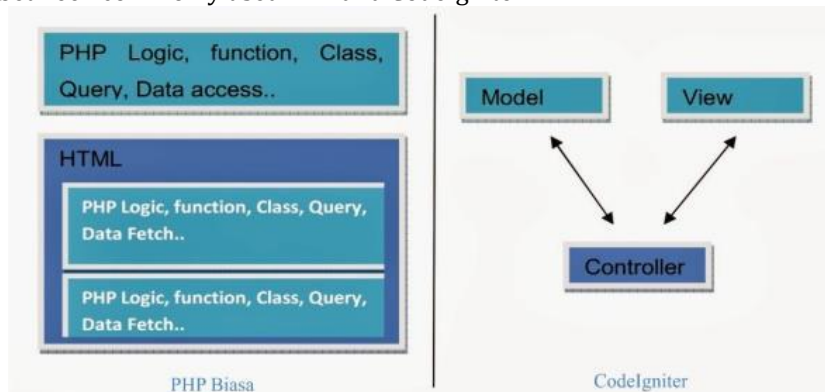 PHP Logic, function, Class,
Query, Data access..
HTML
PHP Logic, function, Class, Query,
Data Fetch..
PHP Logic, function, Class, Query,
Data Fetch..
PHP Biasa
Model
View
Controller
CodeIgniter